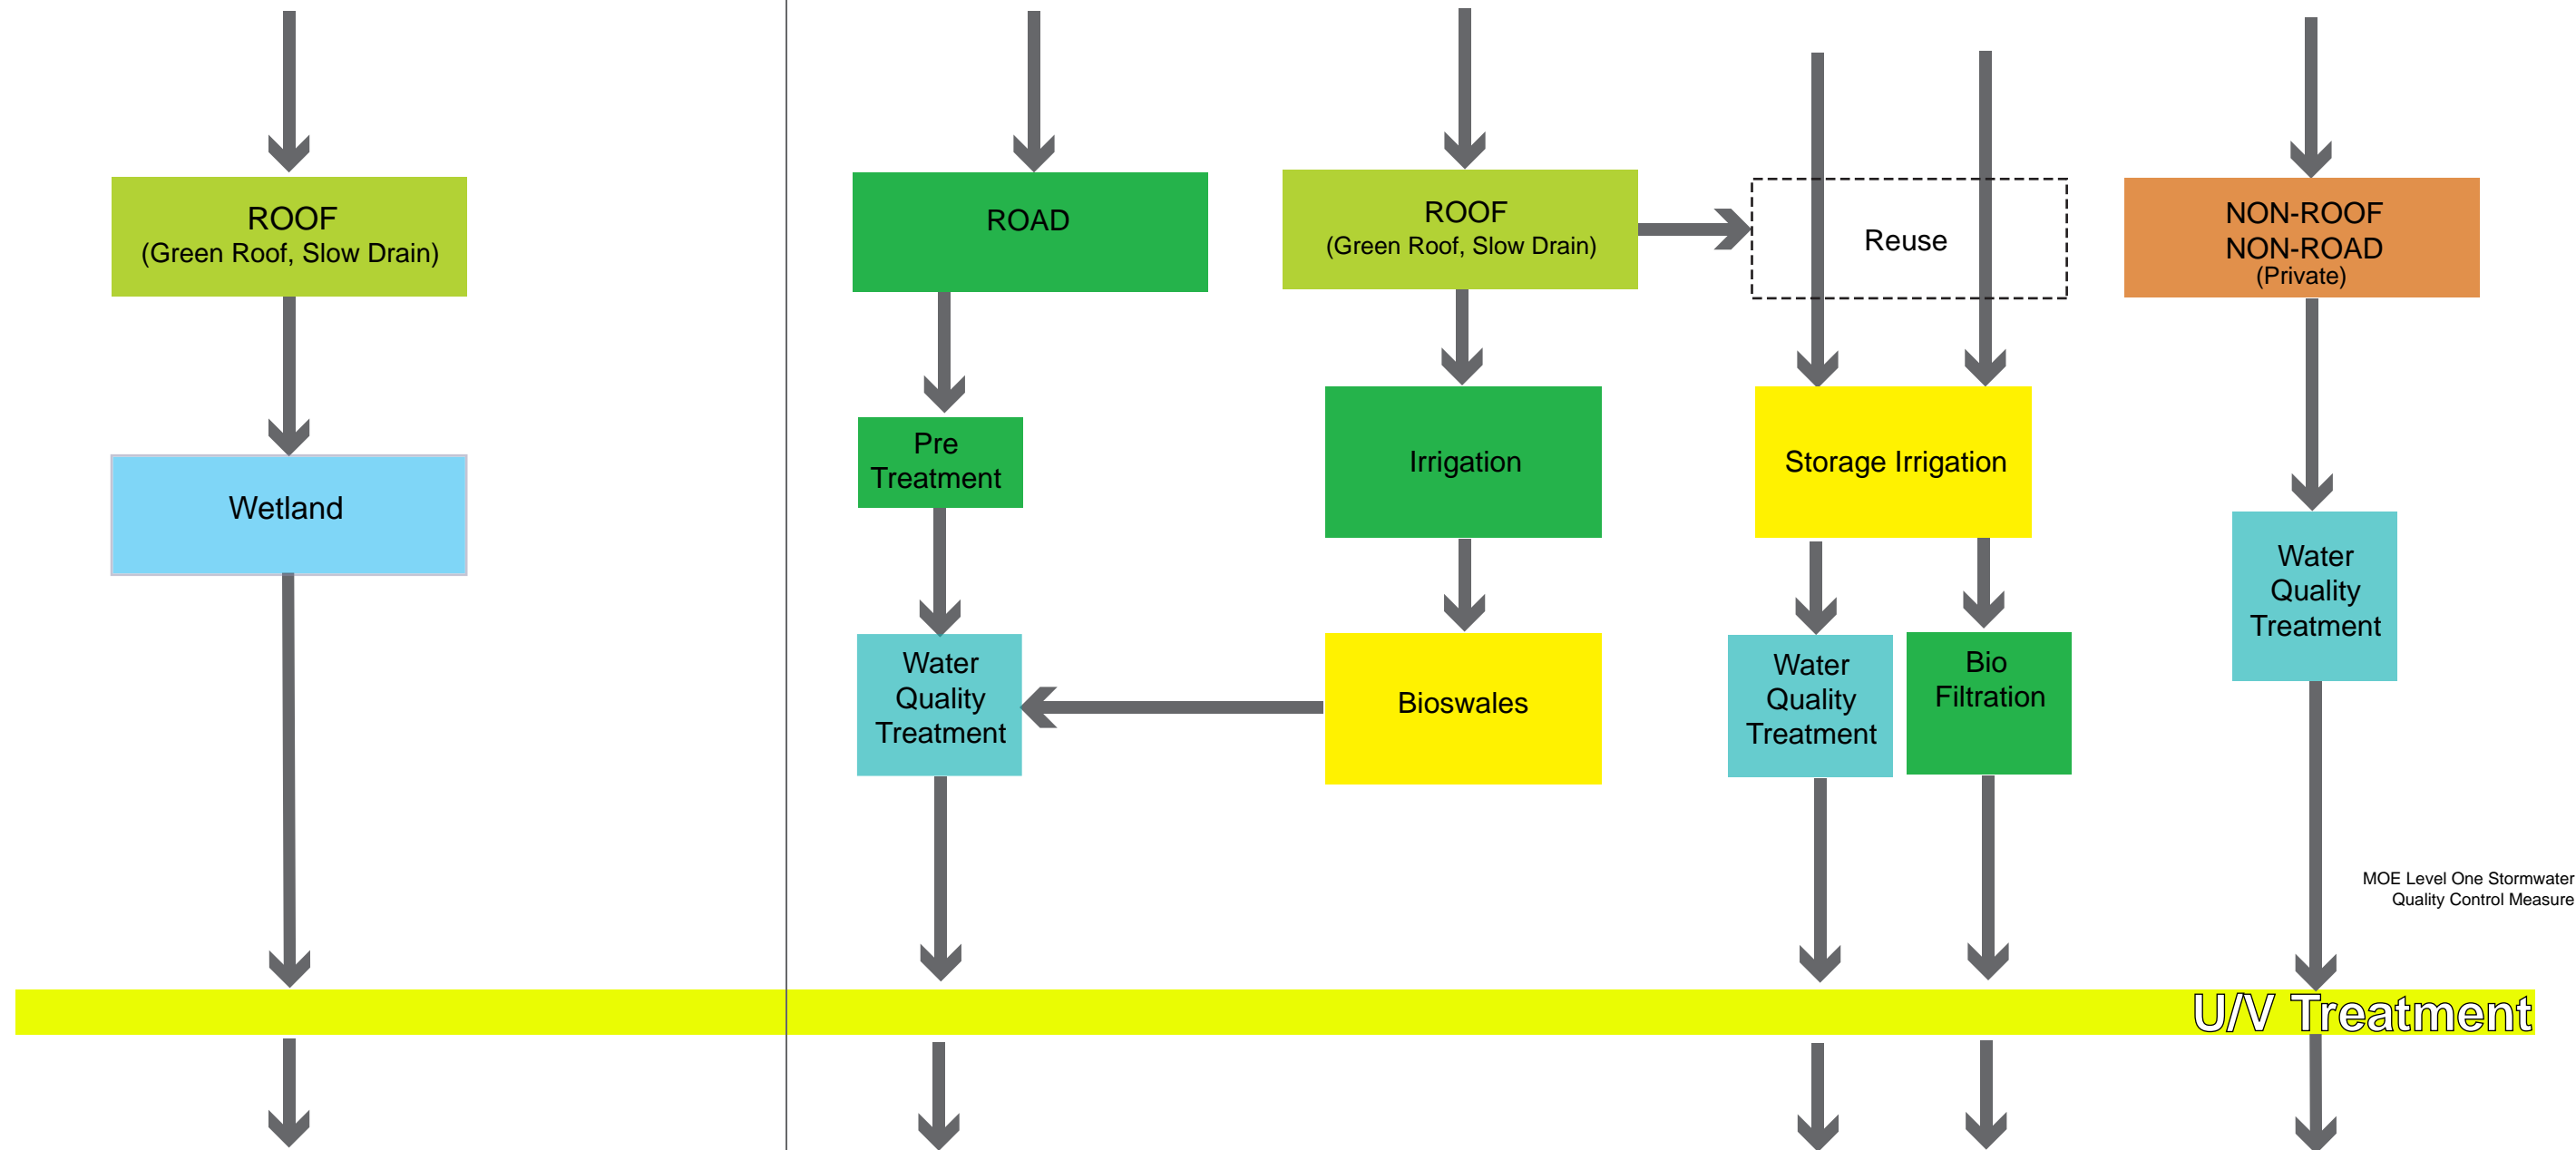 ROOF
(Green Roof, Slow Drain)
ROAD
ROOF
(Green Roof, Slow Drain)
Reuse
NON-ROOF
NON-ROAD
(Private)
Wetland
Pre
Treatment
Irrigation
Storage Irrigation
Water
Quality
Treatment
Water
Quality
Treatment
Bioswales
Water
Quality
Treatment
Bio
Filtration
MOE Level One Stormwater
Quality Control Measure
U/V Treatment